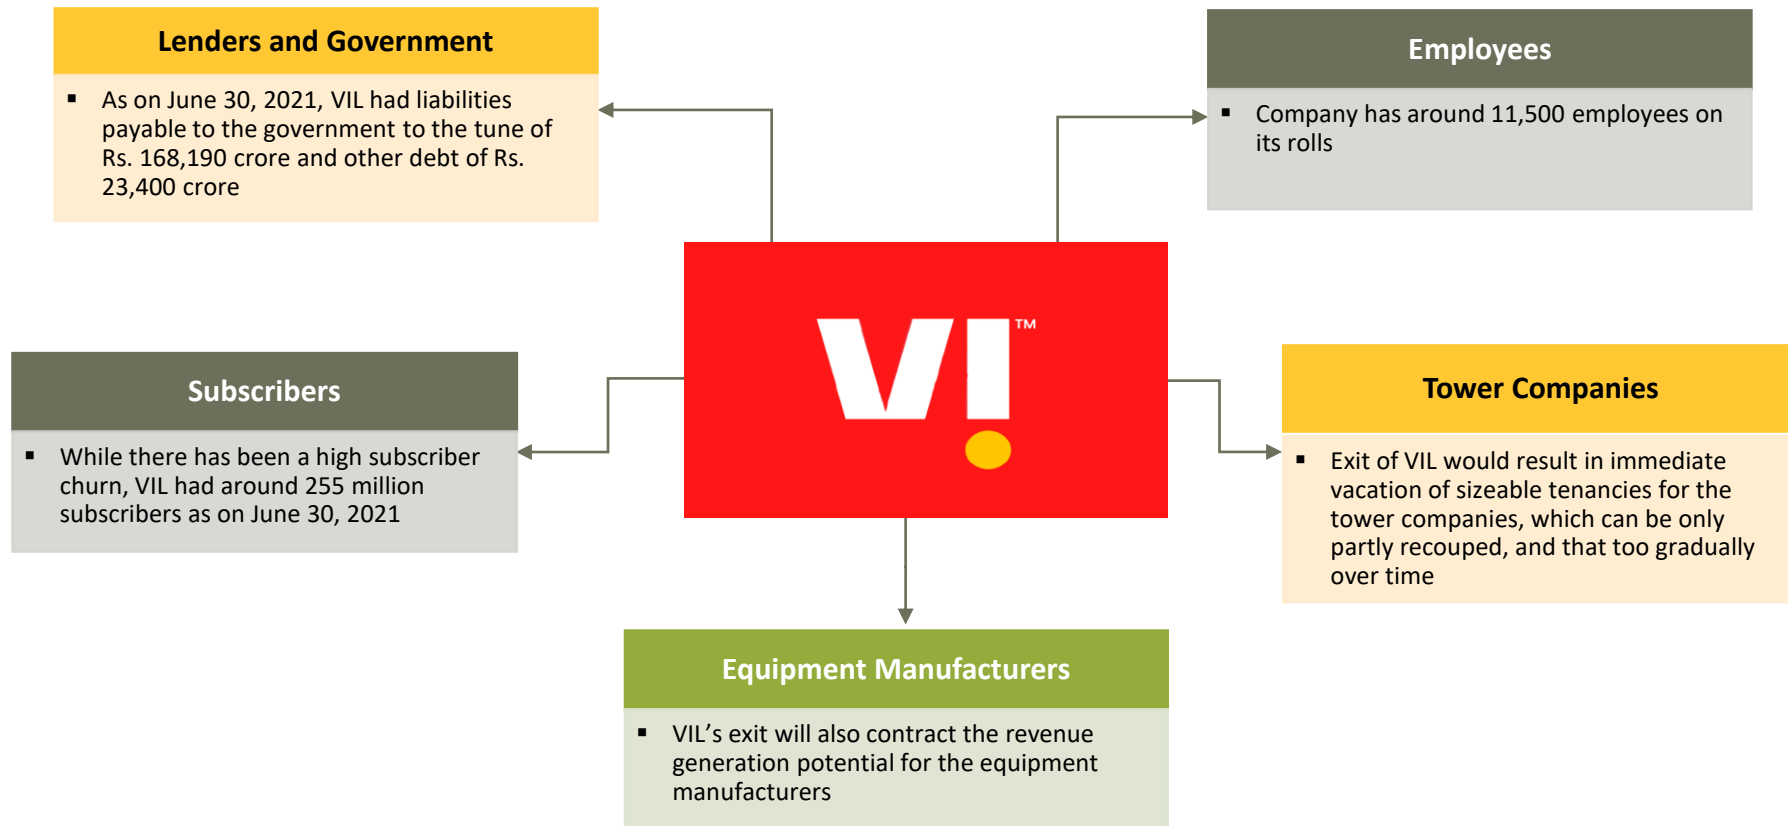 Lenders and Government
▪ As on June 30, 2021, VIL had liabilities
payable to the government to the tune of
Rs. 168,190 crore and other debt of Rs.
23,400 crore
Employees
▪ Company has around 11,500 employees on
its rolls
VI™
Subscribers
▪ While there has been a high subscriber
churn, VIL had around 255 million
subscribers as on June 30, 2021
Tower Companies
▪ Exit of VIL would result in immediate
vacation of sizeable tenancies for the
tower companies, which can be only
partly recouped, and that too gradually
over time
Equipment Manufacturers
▪ VIL’s exit will also contract the revenue
generation potential for the equipment
manufacturers